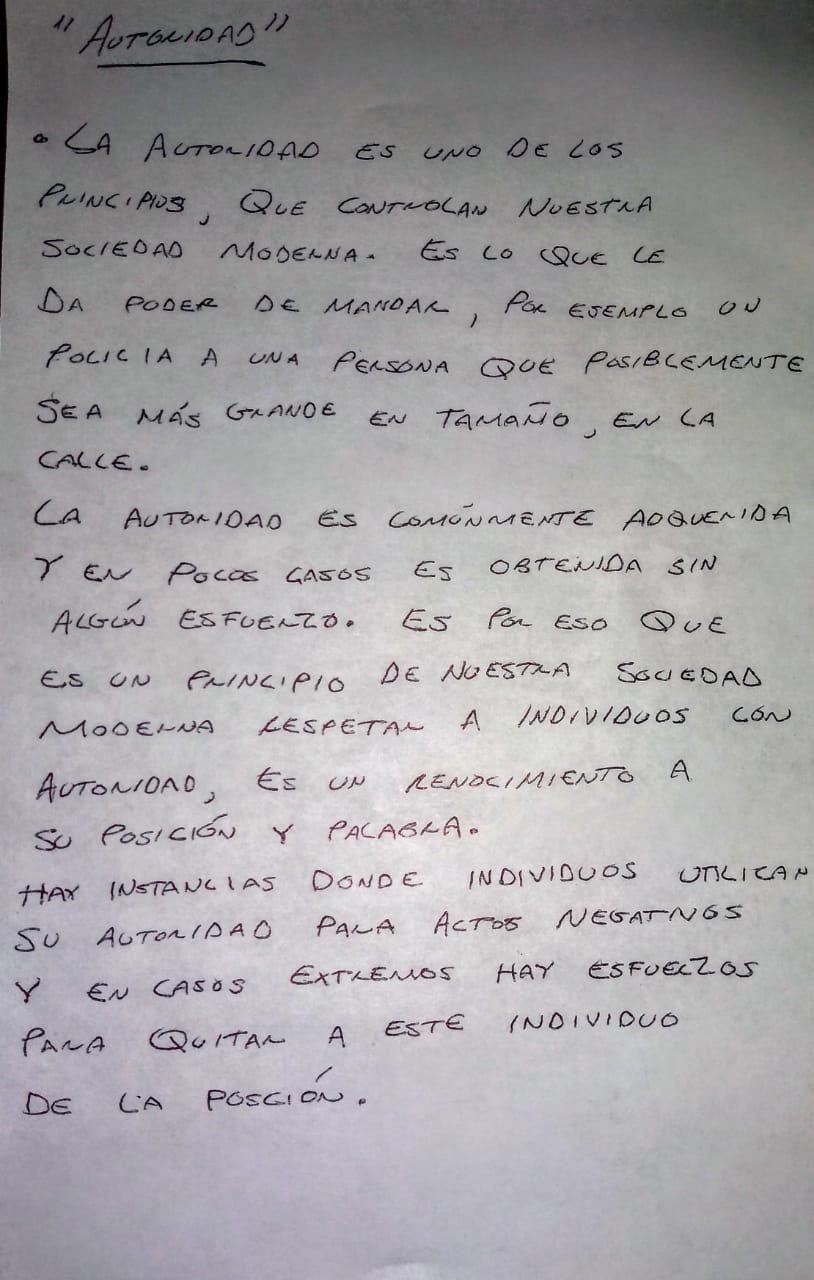 "AUTORIDAD"
• LA AUTORIDAD ES UNO DE LOS
PRINCIPIOS, QUE CONTROLAN NUESTRA
SOCIEDAD MODERNA. ES LO QUE LE
DA PODER DE MANDAR, POR EJEMPLO UN
POLICIA A UNA PERSONA QUE POSIBLEMENTE
SEA MÁS GRANDE EN TAMAÑO, EN LA
CALLE.
LA AUTORIDAD ES COMÚNMENTE ADQUERIDA
Y EN POCOS CASOS ES OBTENIDA SIN
ALGÚN ESFUERZO. ES POR ESO QUE
ES UN PRINCIPIO DE NUESTRA SOCIEDAD
MODERNA RESPETAR A INDIVIDUOS CON
AUTORIDAD, ES UN RENOCIMIENTO A
SU POSICIÓN Y PALABRA.
HAY INSTANCIAS DONDE INDIVIDUOS UTILICAN
SU AUTORIDAD PARA ACTOS NEGATIVOS
Y EN CASOS EXTREMOS HAY ESFUERZOS
PARA QUITAR A ESTE INDIVIDUO
DE LA POSCIÓN.